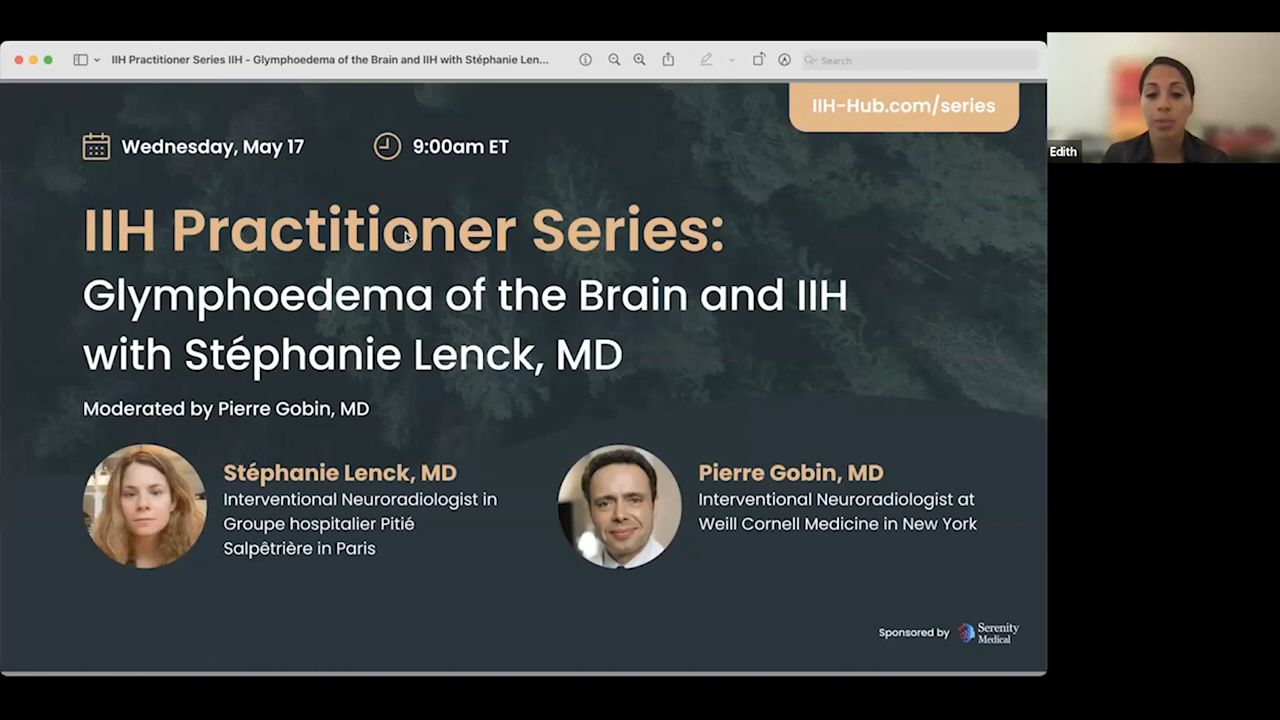 IIH Practitioner Series IIH - Glymphoedema of the Brain and IIH with Stéphanie Len...
Search
IIH-Hub.com/series
Wednesday, May 17
9:00am ET
Edith
IIH Practitioner Series:
Glymphoedema of the Brain and IIH
with Stéphanie Lenck, MD
Moderated by Pierre Gobin, MD
Stéphanie Lenck, MD
Interventional Neuroradiologist in
Groupe hospitalier Pitié
Salpêtrière in Paris
Pierre Gobin, MD
Interventional Neuroradiologist at
Weill Cornell Medicine in New York
Sponsored by
Serenity
Medical